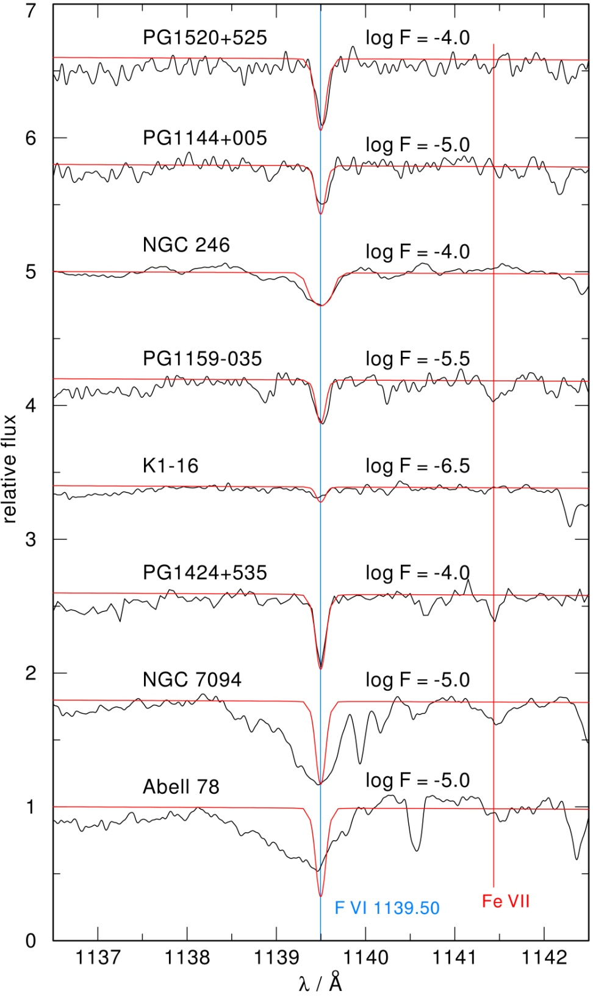 7
PG1520+525 log F = -4.0
6
PG1144+005 log F = -5.0
NGC 246 log F = -4.0
5
PG1159-035 log F = -5.5
4
relative flux
K1-16 log F = -6.5
3
PG1424+535 log F = -4.0
2
NGC 7094 log F = -5.0
Abell 78 log F = -5.0
1
F VI 1139.50 Fe VII
0
1137 1138 1139 1140 1141 1142
λ / Å